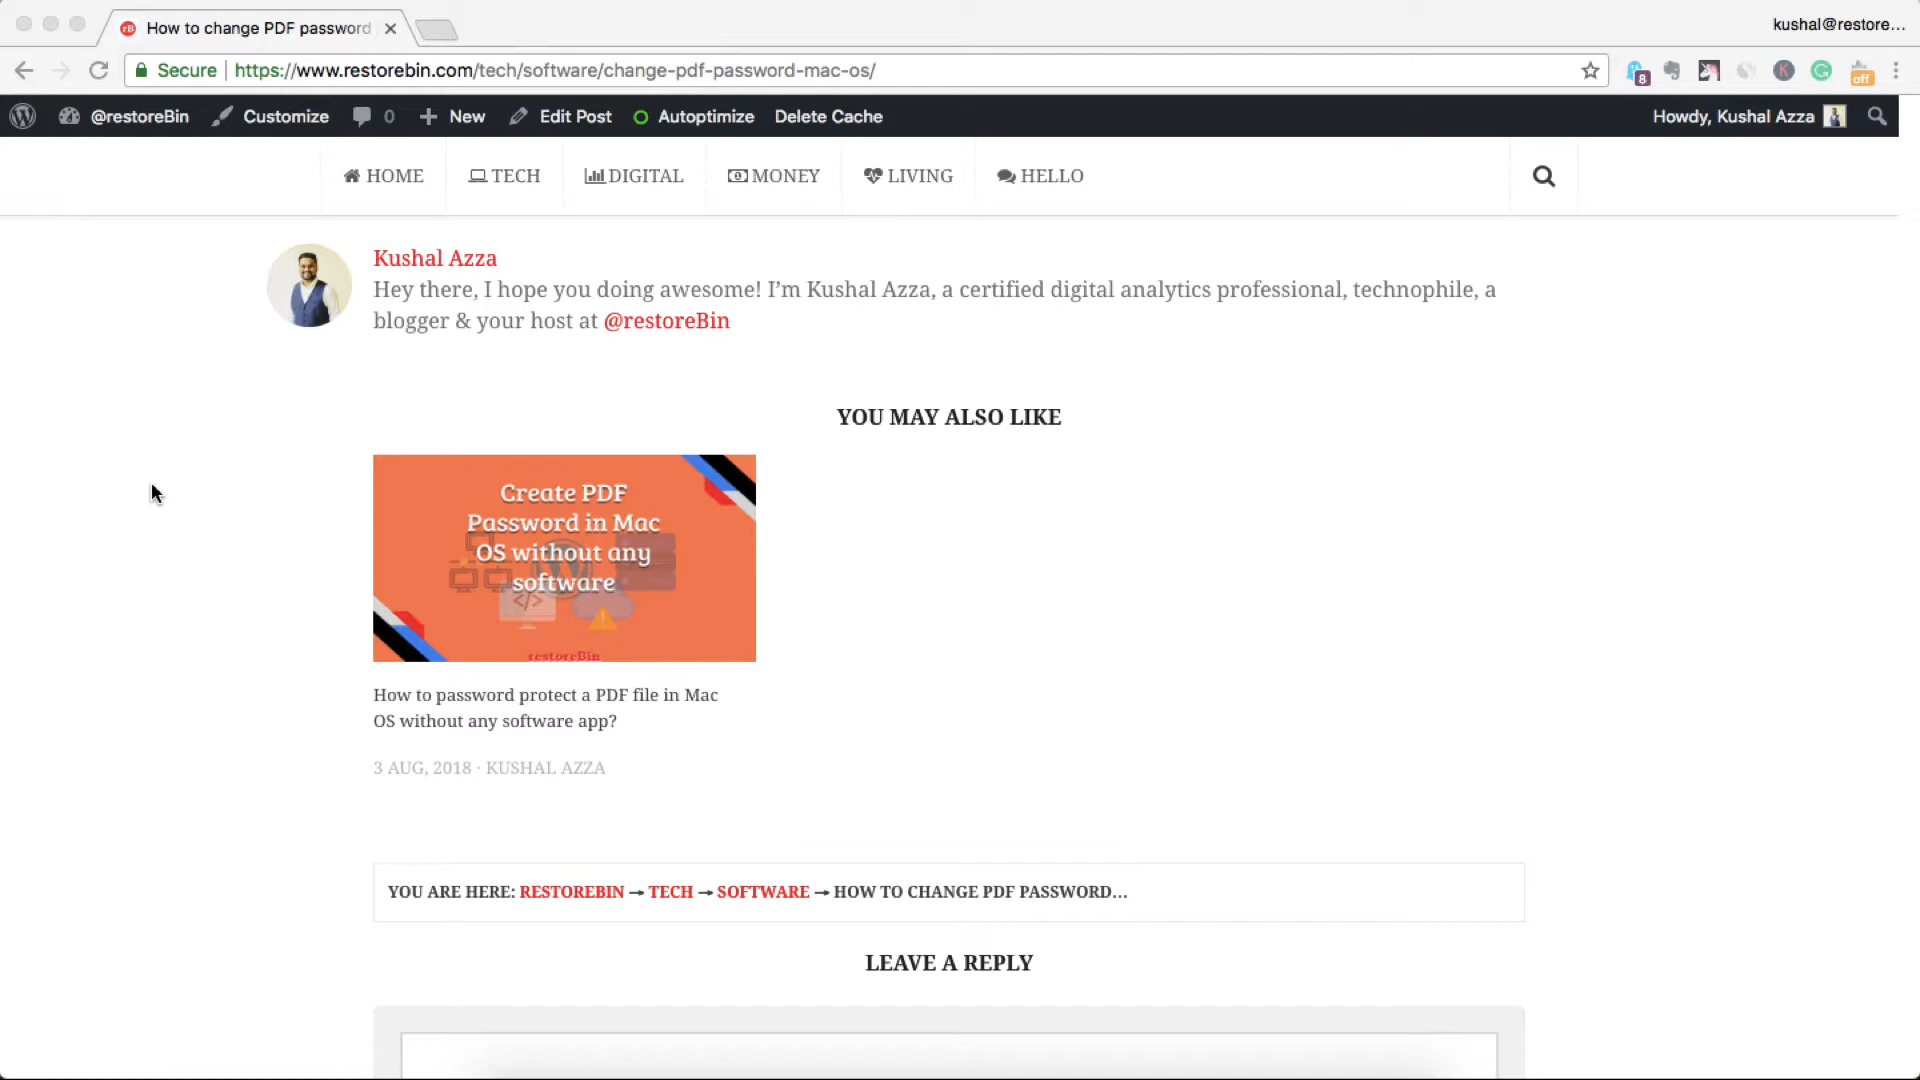 How to change PDF password
kushal@restore...
Secure
https://www.restorebin.com/tech/software/change-pdf-password-mac-os/
8
K
off
@restoreBin
Customize
0
New
Edit Post
Autoptimize
Delete Cache
Howdy, Kushal Azza
HOME
TECH
DIGITAL
MONEY
LIVING
HELLO
Kushal Azza
Hey there, I hope you doing awesome! I’m Kushal Azza, a certified digital analytics professional, technophile, a
blogger & your host at @restoreBin
YOU MAY ALSO LIKE
Create PDF
Password in Mac
OS without any
software
restoreBin
How to password protect a PDF file in Mac
OS without any software app?
3 AUG, 2018 · KUSHAL AZZA
YOU ARE HERE: RESTOREBIN → TECH → SOFTWARE → HOW TO CHANGE PDF PASSWORD...
LEAVE A REPLY